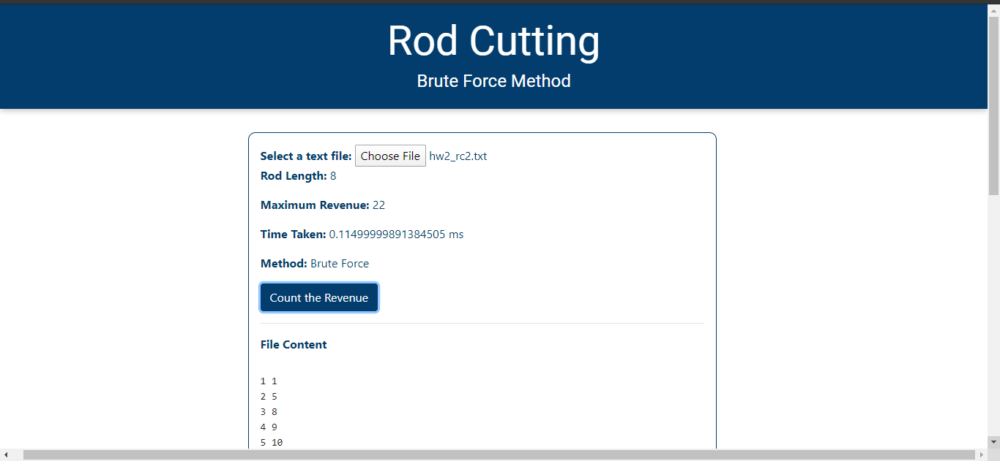 Rod Cutting
Brute Force Method
Select a text file: Choose File hw2_rc2.txt
Rod Length: 8
Maximum Revenue: 22
Time Taken: 0.11499999891384505 ms
Method: Brute Force
Count the Revenue
File Content
1 1
2 5
3 8
4 9
5 10